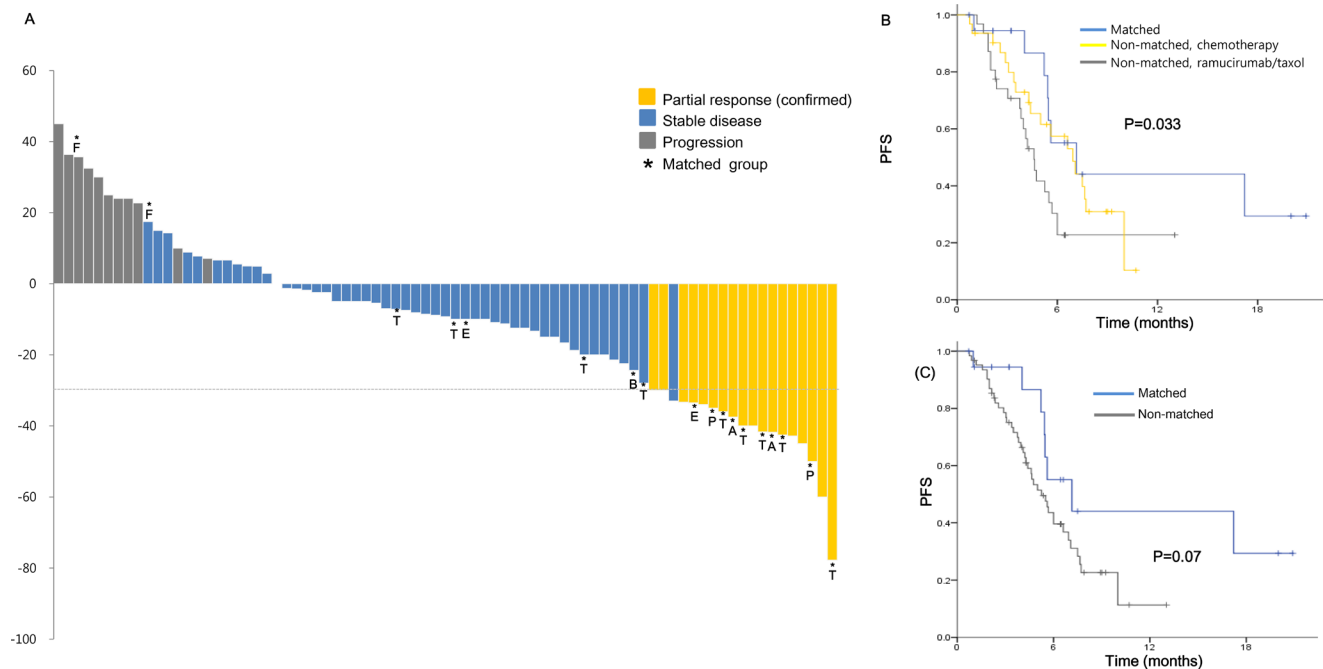 A
60
40
20
0
-20
-40
-60
-80
-100
Partial response (confirmed)
Stable disease
Progression
* Matched group
*
F
*
F
*
T
*
T
*
E
*
T
*
B
*
T
*
E
*
P
*
T
*
A
*
T
*
T
*
A
*
T
*
P
*
T
B
PFS
1.0
0.8
0.6
0.4
0.2
0.0
Matched
Non-matched, chemotherapy
Non-matched, ramucirumab/taxol
P=0.033
.00
6
12
18
Time (months)
(C)
PFS
1.0
0.8
0.6
0.4
0.2
0.0
Matched
Non-matched
P=0.07
.00
6
12
18
Time (months)